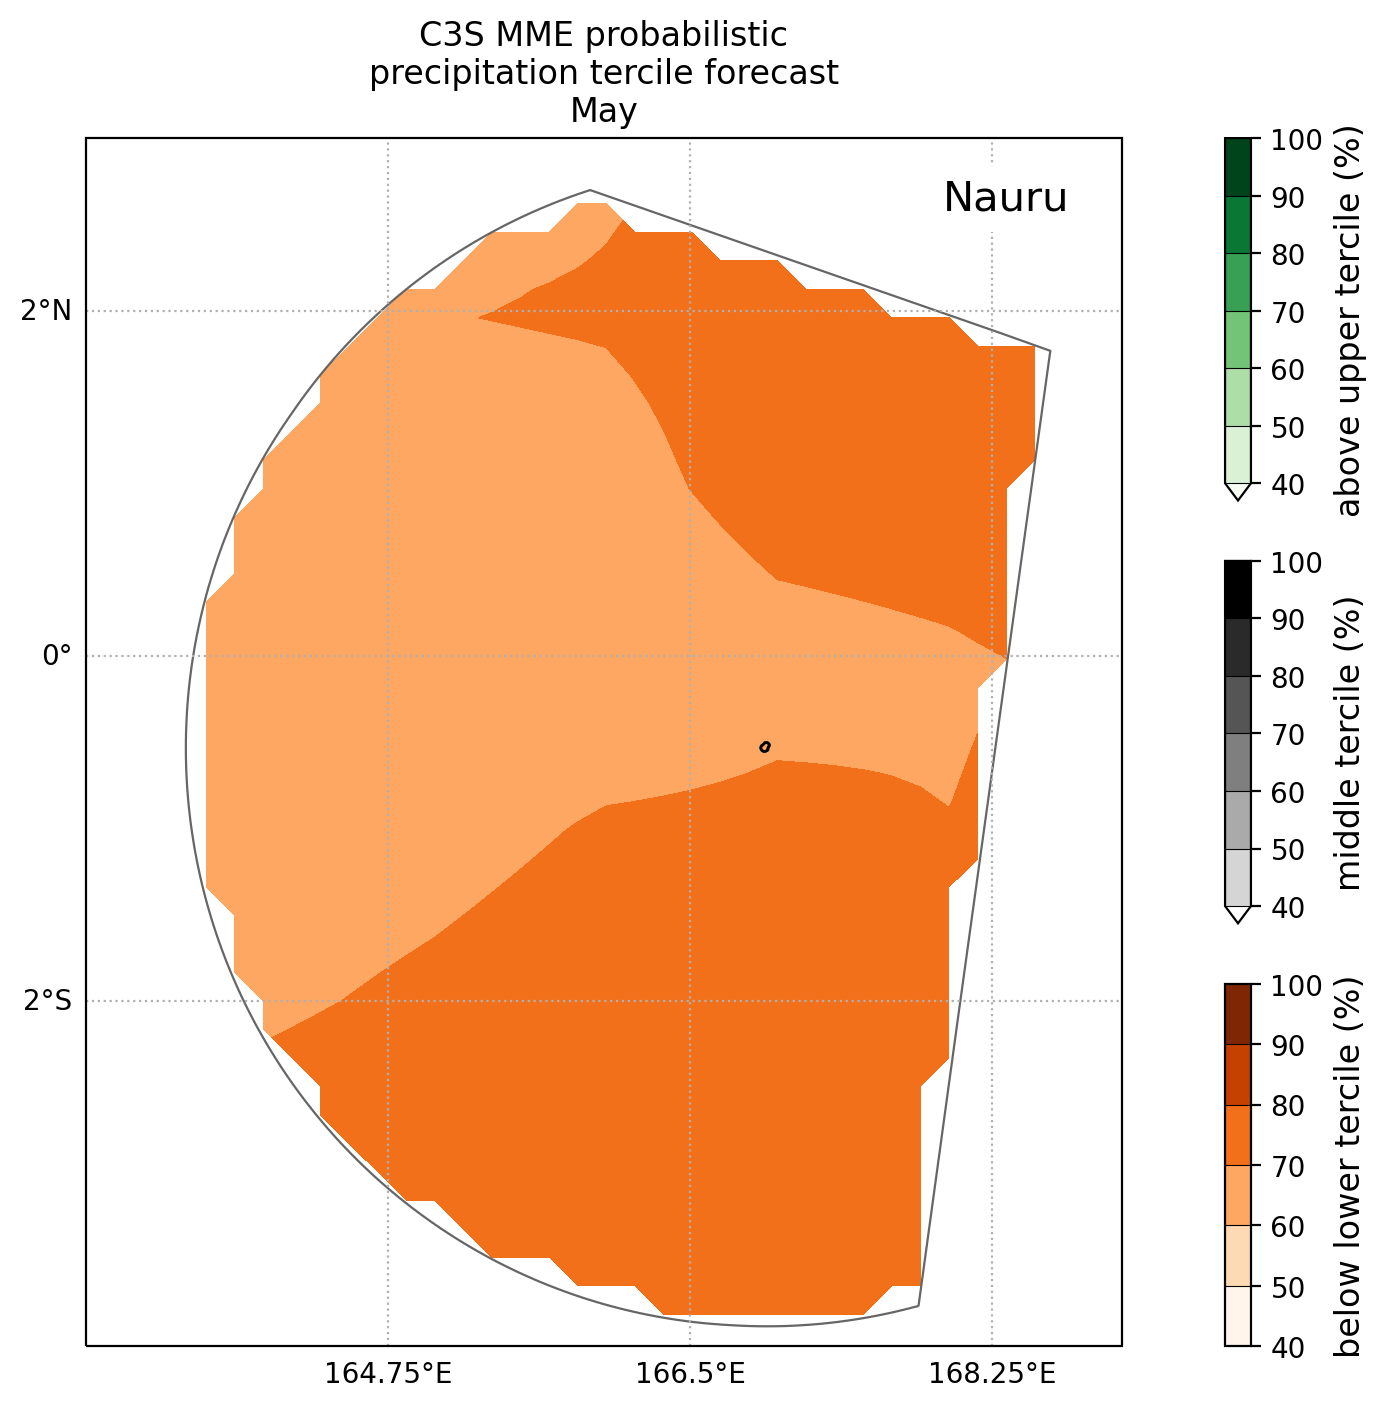 C3S MME probabilistic
precipitation tercile forecast
May
Nauru
2°N
0°
2°S
164.75°E
166.5°E
168.25°E
100
90
80
70
60
50
40
above upper tercile (%)
100
90
80
70
60
50
40
middle tercile (%)
100
90
80
70
60
50
40
below lower tercile (%)